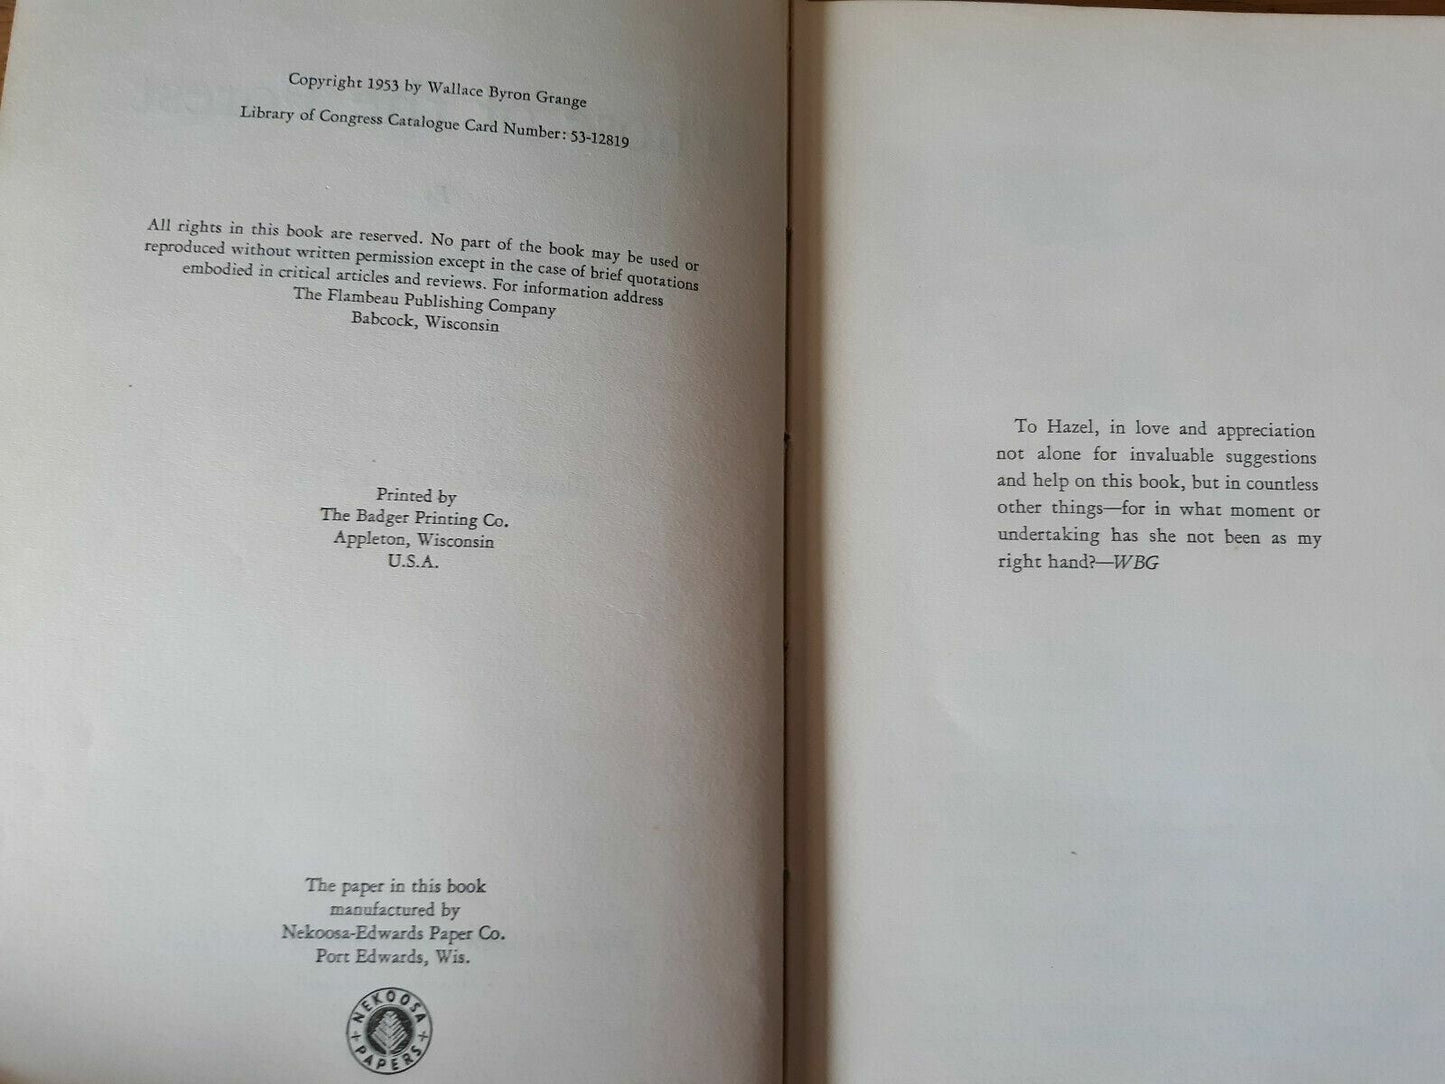 Copyright 1953 by Wallace Byron Grange
Library of Congress Catalogue Card Number: 53-12819
All rights in this book are reserved. No part of the book may be used or
reproduced without written permission except in the case of brief quotations
embodied in critical articles and reviews. For information address
The Flambeau Publishing Company
Babcock, Wisconsin
Printed by
The Badger Printing Co.
Appleton, Wisconsin
U.S.A.
The paper in this book
manufactured by
Nekoosa-Edwards Paper Co.
Port Edwards, Wis.
NEKOOSA
PAPERS
To Hazel, in love and appreciation
not alone for invaluable suggestions
and help on this book, but in countless
other things—for in what moment or
undertaking has she not been as my
right hand?—WBG